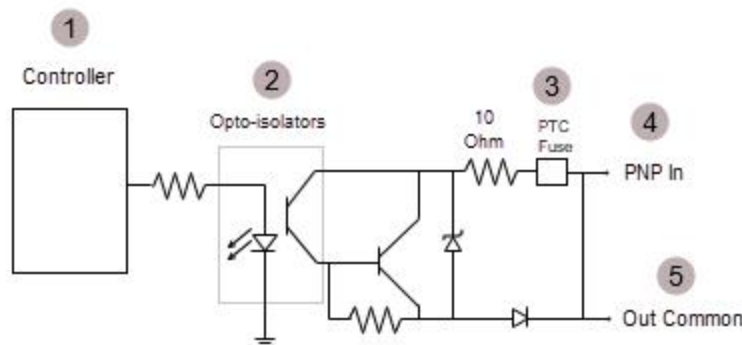 1
Controller
2
Opto-isolators
10
Ohm
3
PTC
Fuse
4
PNP In
5
Out Common